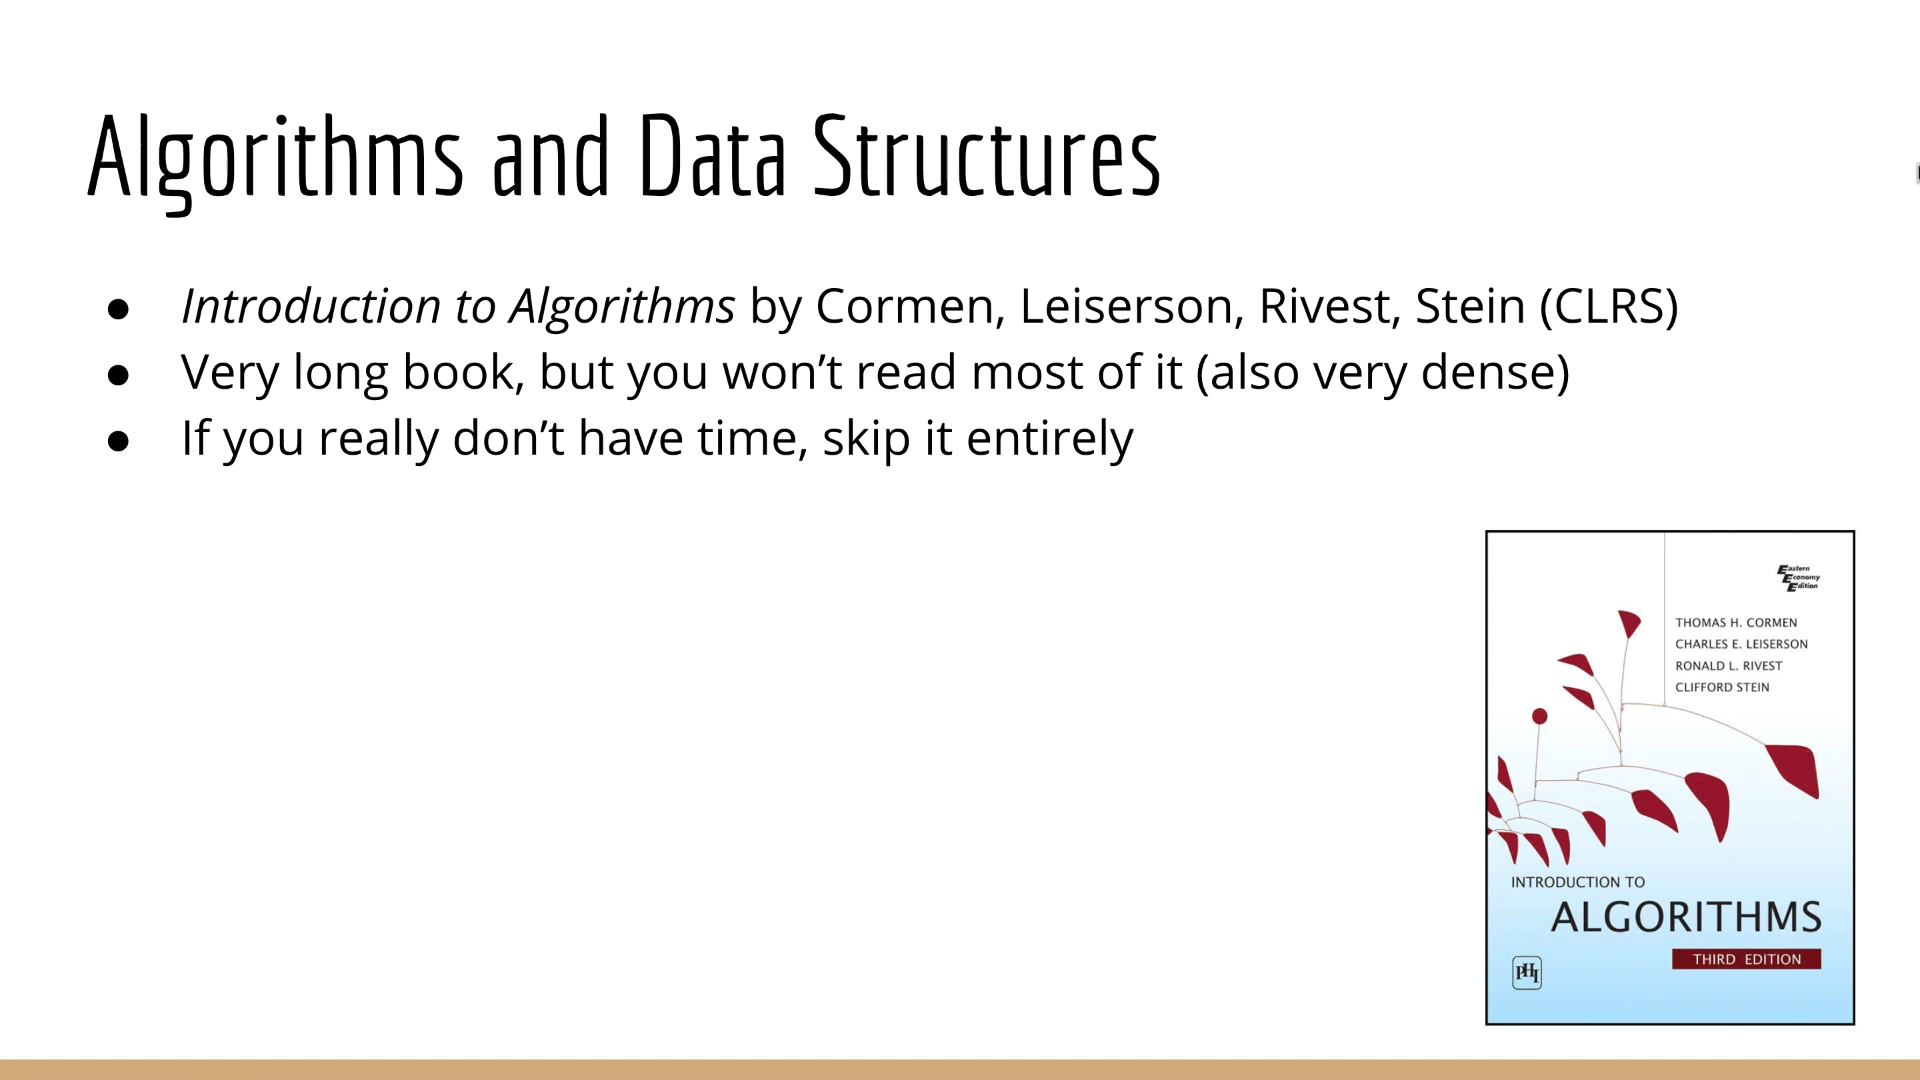 Algorithms and Data Structures
● Introduction to Algorithms by Cormen, Leiserson, Rivest, Stein (CLRS)
● Very long book, but you won’t read most of it (also very dense)
● If you really don’t have time, skip it entirely
Eastern
Economy
Edition
THOMAS H. CORMEN
CHARLES E. LEISERSON
RONALD L. RIVEST
CLIFFORD STEIN
INTRODUCTION TO
ALGORITHMS
THIRD EDITION
PHI